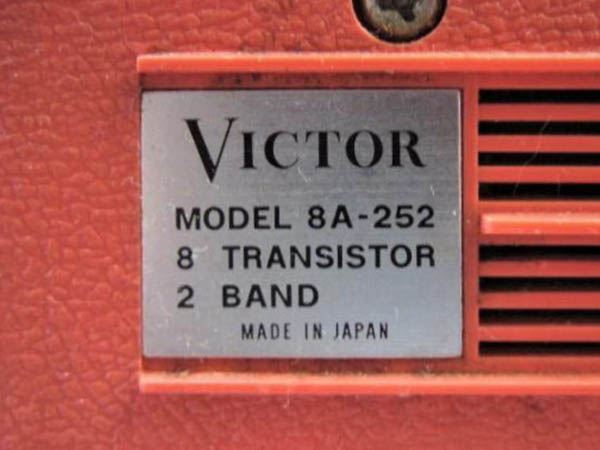 VICTOR
MODEL 8A-252
8 TRANSISTOR
2 BAND
MADE IN JAPAN